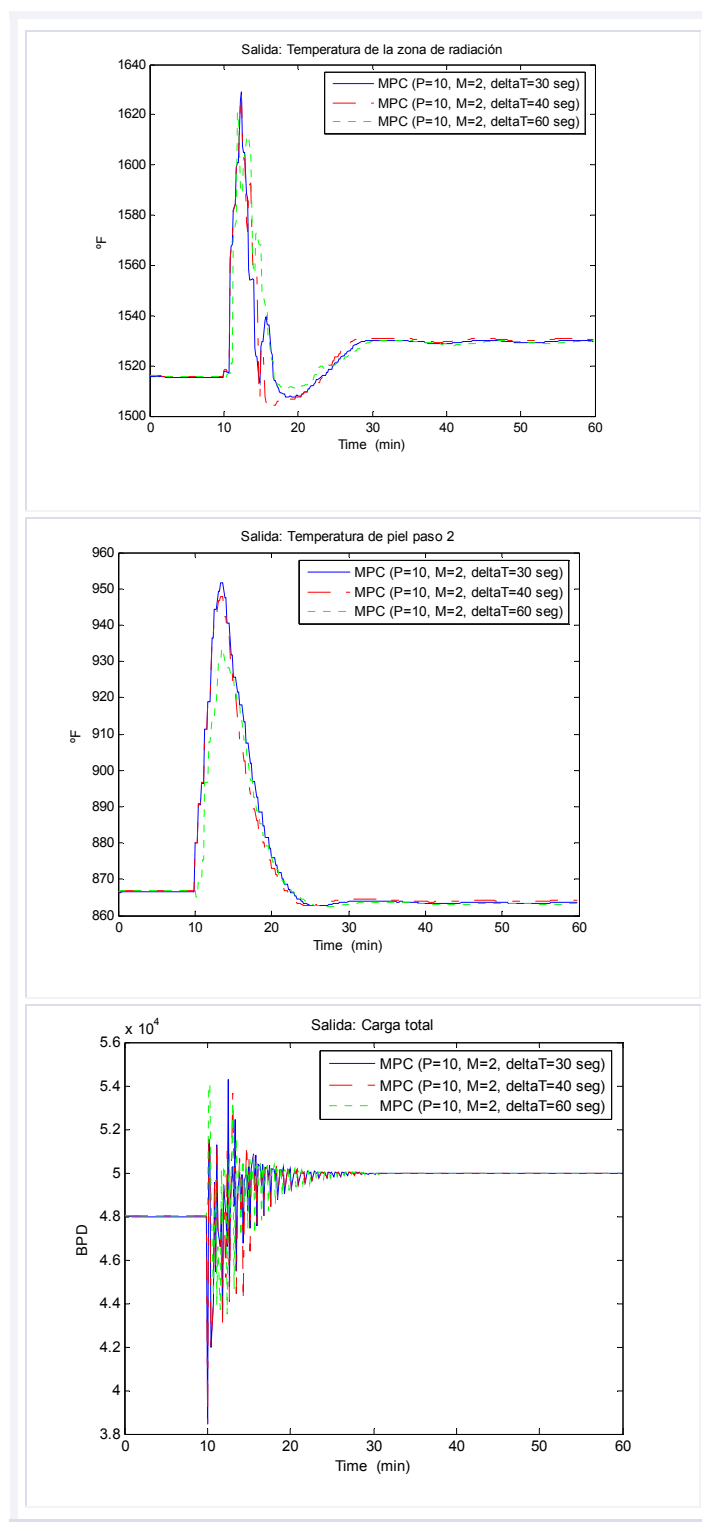 Salida: Temperatura de la zona de radiación
1640
1620
1600
1580
1560
1540
1520
1500
ºF
MPC (P=10, M=2, deltaT=30 seg)
MPC (P=10, M=2, deltaT=40 seg)
MPC (P=10, M=2, deltaT=60 seg)
0 10 20 30 40 50 60
Time (min)
Salida: Temperatura de piel paso 2
960
950
940
930
920
910
900
890
880
870
860
ºF
MPC (P=10, M=2, deltaT=30 seg)
MPC (P=10, M=2, deltaT=40 seg)
MPC (P=10, M=2, deltaT=60 seg)
0 10 20 30 40 50 60
Time (min)
x 10^4
Salida: Carga total
5.6
5.4
5.2
5
4.8
4.6
4.4
4.2
4
3.8
BPD
MPC (P=10, M=2, deltaT=30 seg)
MPC (P=10, M=2, deltaT=40 seg)
MPC (P=10, M=2, deltaT=60 seg)
0 10 20 30 40 50 60
Time (min)